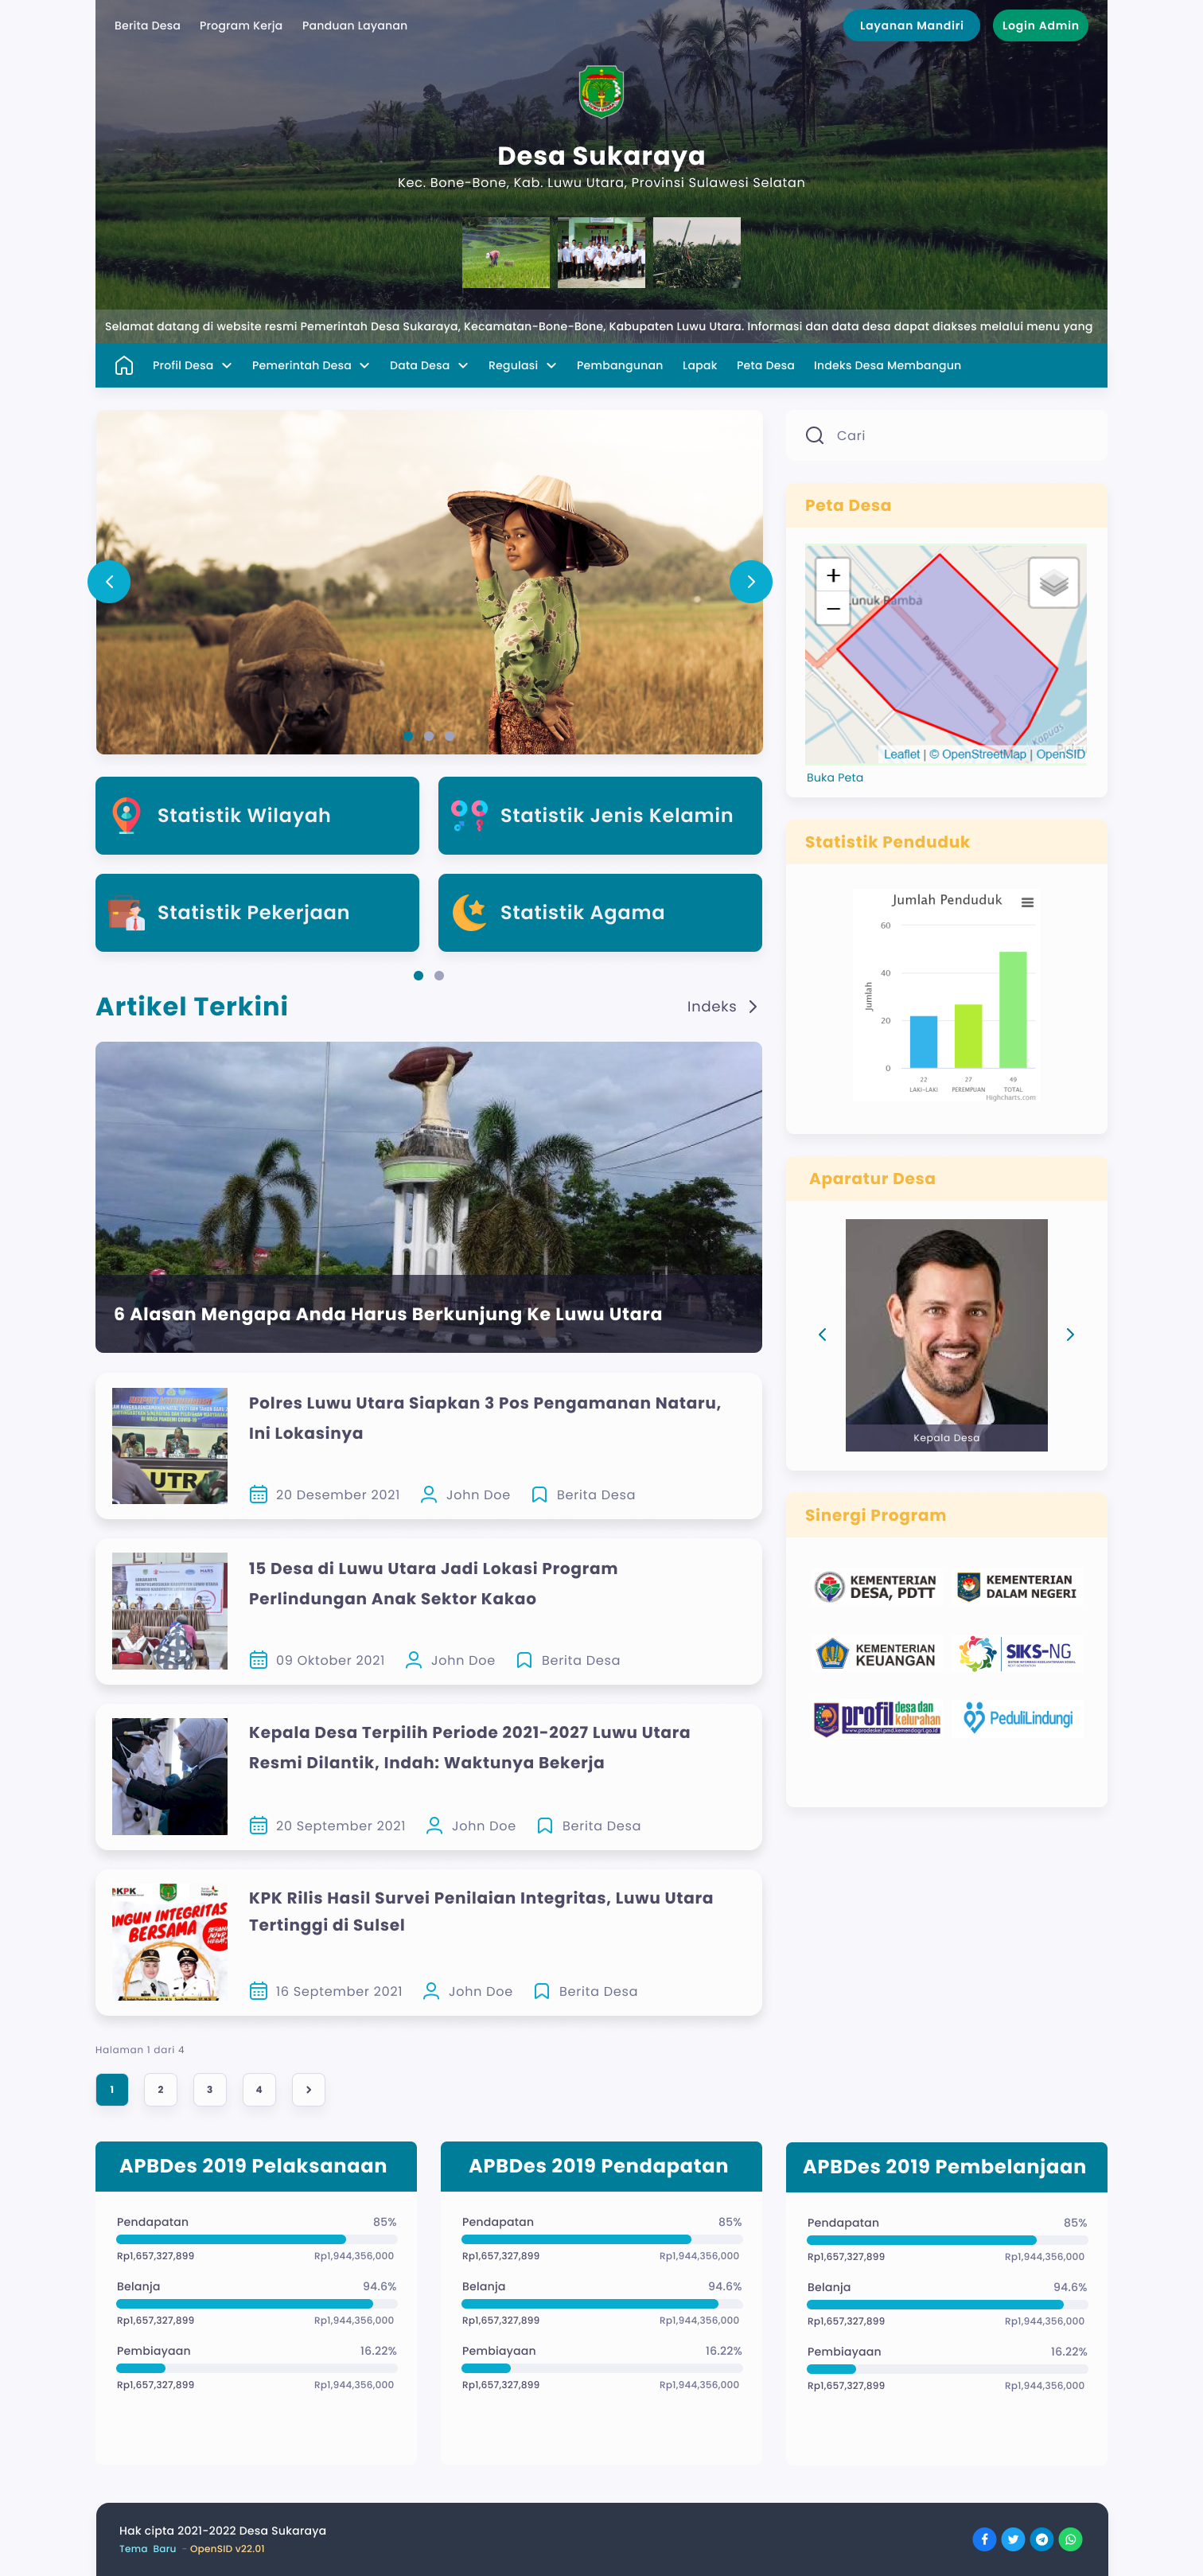 Berita Desa Program Kerja Panduan Layanan Layanan Mandiri Login Admin
Desa Sukaraya
Kec. Bone-Bone, Kab. Luwu Utara, Provinsi Sulawesi Selatan
Selamat datang di website resmi Pemerintah Desa Sukaraya, Kecamatan-Bone-Bone, Kabupaten Luwu Utara. Informasi dan data desa dapat diakses melalui menu yang
Profil Desa Pemerintah Desa Data Desa Regulasi Pembangunan Lapak Peta Desa Indeks Desa Membangun
Statistik Wilayah
Statistik Jenis Kelamin
Statistik Pekerjaan
Statistik Agama
Artikel Terkini
Indeks
6 Alasan Mengapa Anda Harus Berkunjung Ke Luwu Utara
UTR
Polres Luwu Utara Siapkan 3 Pos Pengamanan Nataru,
Ini Lokasinya
20 Desember 2021 John Doe Berita Desa
15 Desa di Luwu Utara Jadi Lokasi Program
Perlindungan Anak Sektor Kakao
09 Oktober 2021 John Doe Berita Desa
Kepala Desa Terpilih Periode 2021-2027 Luwu Utara
Resmi Dilantik, Indah: Waktunya Bekerja
20 September 2021 John Doe Berita Desa
KPK
NGUN INTEGRITAS
BERSAMA
KPK Rilis Hasil Survei Penilaian Integritas, Luwu Utara
Tertinggi di Sulsel
16 September 2021 John Doe Berita Desa
Halaman 1 dari 4
1 2 3 4
Cari
Peta Desa
+
−
unuk Bamba
Palangkaraya - Buntok
Kapuas
Leaflet | © OpenStreetMap | OpenSID
Buka Peta
Statistik Penduduk
Jumlah Penduduk
60
40
20
0
Jumlah
22 27 49
LAKI-LAKI PEREMPUAN TOTAL
Highcharts.com
Aparatur Desa
Kepala Desa
Sinergi Program
KEMENTERIAN
DESA, PDTT
KEMENTERIAN
DALAM NEGERI
KEMENTERIAN
KEUANGAN
SIKS-NG
profil desa dan
kelurahan
www.prodeskel.pmd.kemendagri.go.id
PeduliLindungi
APBDes 2019 Pelaksanaan
Pendapatan 85%
Rp1,657,327,899 Rp1,944,356,000
Belanja 94.6%
Rp1,657,327,899 Rp1,944,356,000
Pembiayaan 16.22%
Rp1,657,327,899 Rp1,944,356,000
APBDes 2019 Pendapatan
Pendapatan 85%
Rp1,657,327,899 Rp1,944,356,000
Belanja 94.6%
Rp1,657,327,899 Rp1,944,356,000
Pembiayaan 16.22%
Rp1,657,327,899 Rp1,944,356,000
APBDes 2019 Pembelanjaan
Pendapatan 85%
Rp1,657,327,899 Rp1,944,356,000
Belanja 94.6%
Rp1,657,327,899 Rp1,944,356,000
Pembiayaan 16.22%
Rp1,657,327,899 Rp1,944,356,000
Hak cipta 2021-2022 Desa Sukaraya
Tema Baru - OpenSID v22.01